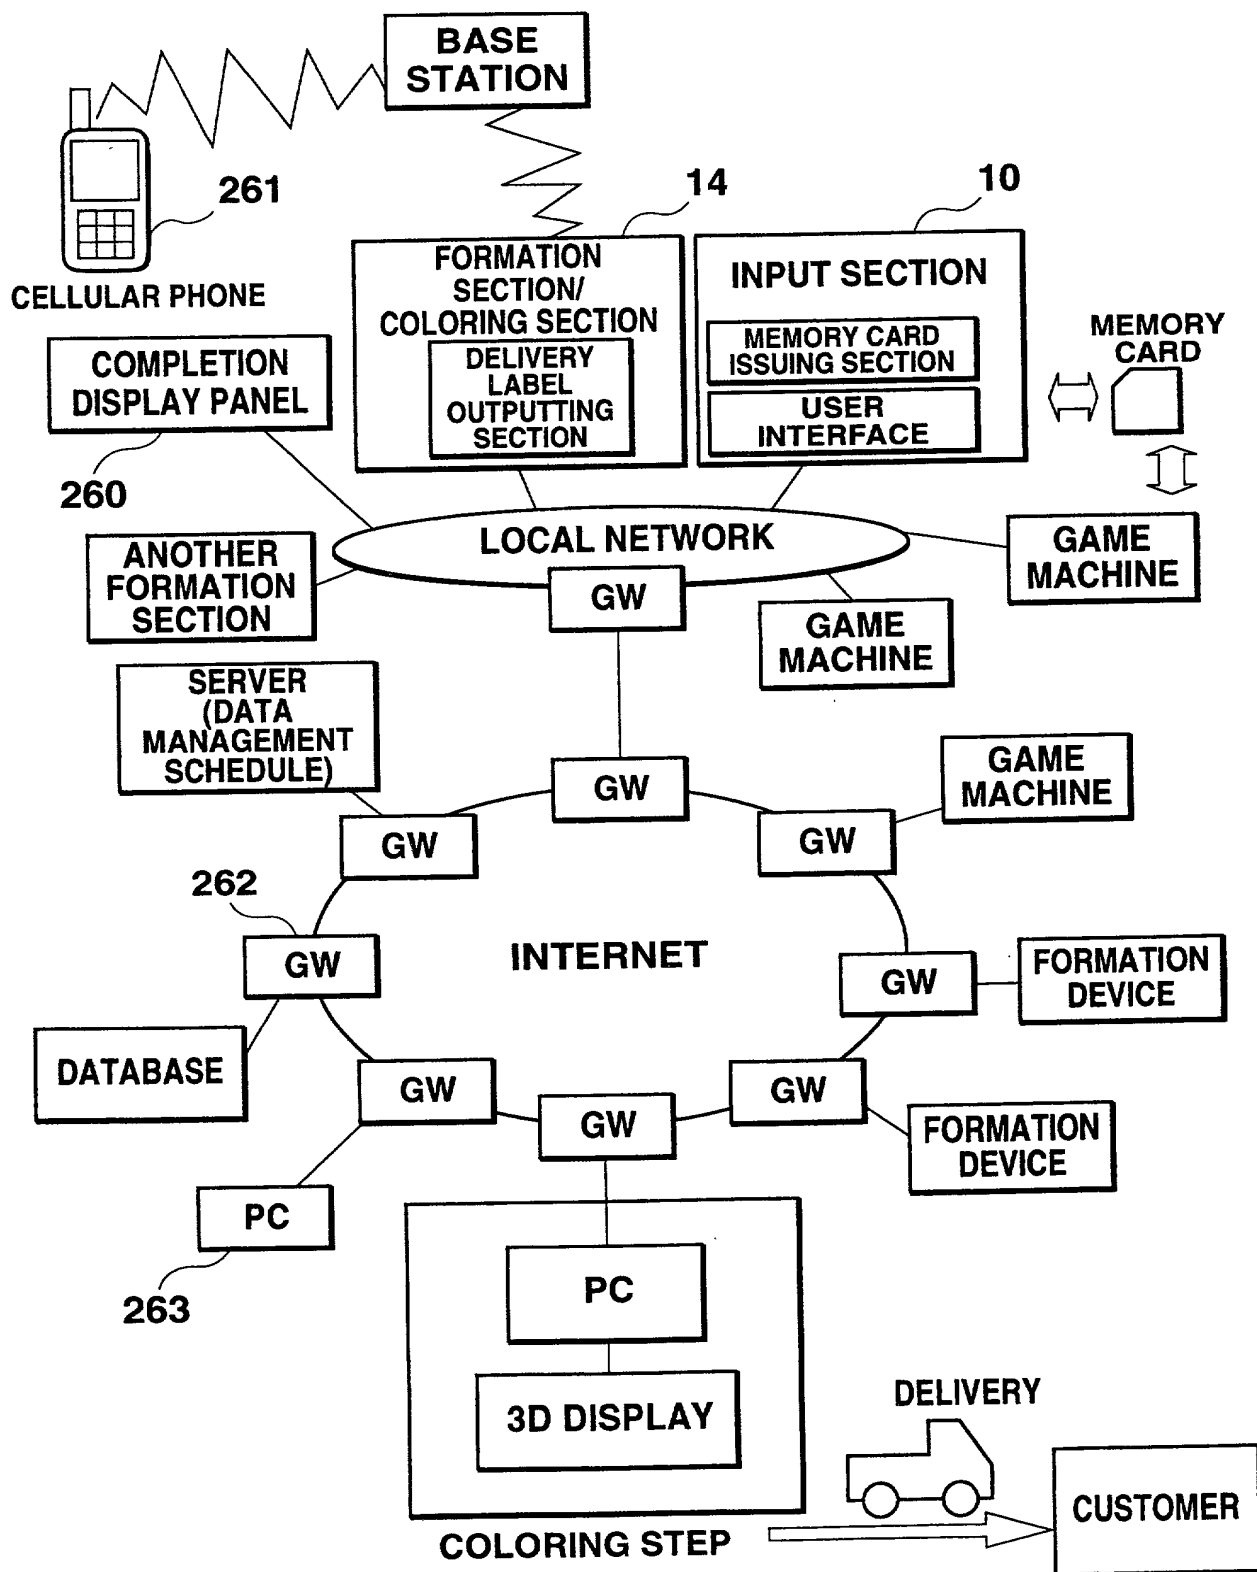 BASE
STATION
261
CELLULAR PHONE
14
10
FORMATION
SECTION/
COLORING SECTION
DELIVERY
LABEL
OUTPUTTING
SECTION
INPUT SECTION
MEMORY CARD
ISSUING SECTION
USER
INTERFACE
MEMORY
CARD
COMPLETION
DISPLAY PANEL
260
LOCAL NETWORK
GW
ANOTHER
FORMATION
SECTION
GAME
MACHINE
GAME
MACHINE
SERVER
(DATA
MANAGEMENT
SCHEDULE)
GW
GAME
MACHINE
GW
GW
262
GW
INTERNET
GW
FORMATION
DEVICE
DATABASE
GW
GW
GW
FORMATION
DEVICE
PC
263
PC
3D DISPLAY
COLORING STEP
DELIVERY
CUSTOMER